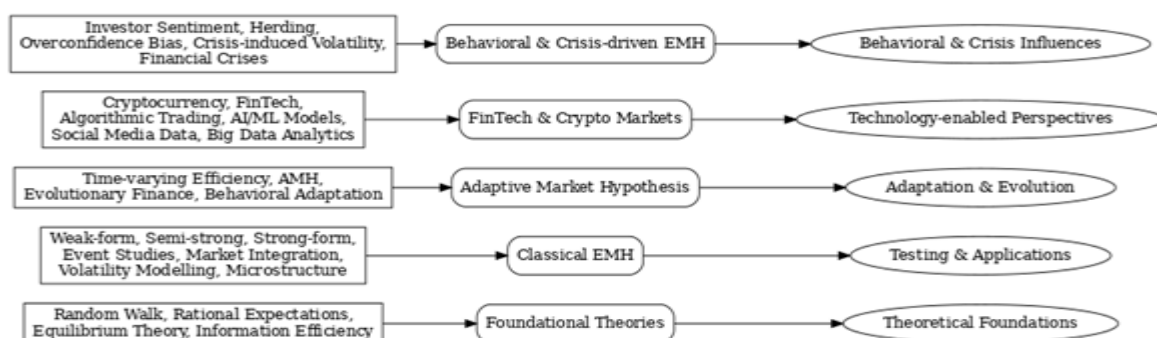 Investor Sentiment, Herding,
Overconfidence Bias, Crisis-induced Volatility,
Financial Crises
Behavioral & Crisis-driven EMH
Behavioral & Crisis Influences
Cryptocurrency, FinTech,
Algorithmic Trading, AI/ML Models,
Social Media Data, Big Data Analytics
FinTech & Crypto Markets
Technology-enabled Perspectives
Time-varying Efficiency, AMH,
Evolutionary Finance, Behavioral Adaptation
Adaptive Market Hypothesis
Adaptation & Evolution
Weak-form, Semi-strong, Strong-form,
Event Studies, Market Integration,
Volatility Modelling, Microstructure
Classical EMH
Testing & Applications
Random Walk, Rational Expectations,
Equilibrium Theory, Information Efficiency
Foundational Theories
Theoretical Foundations